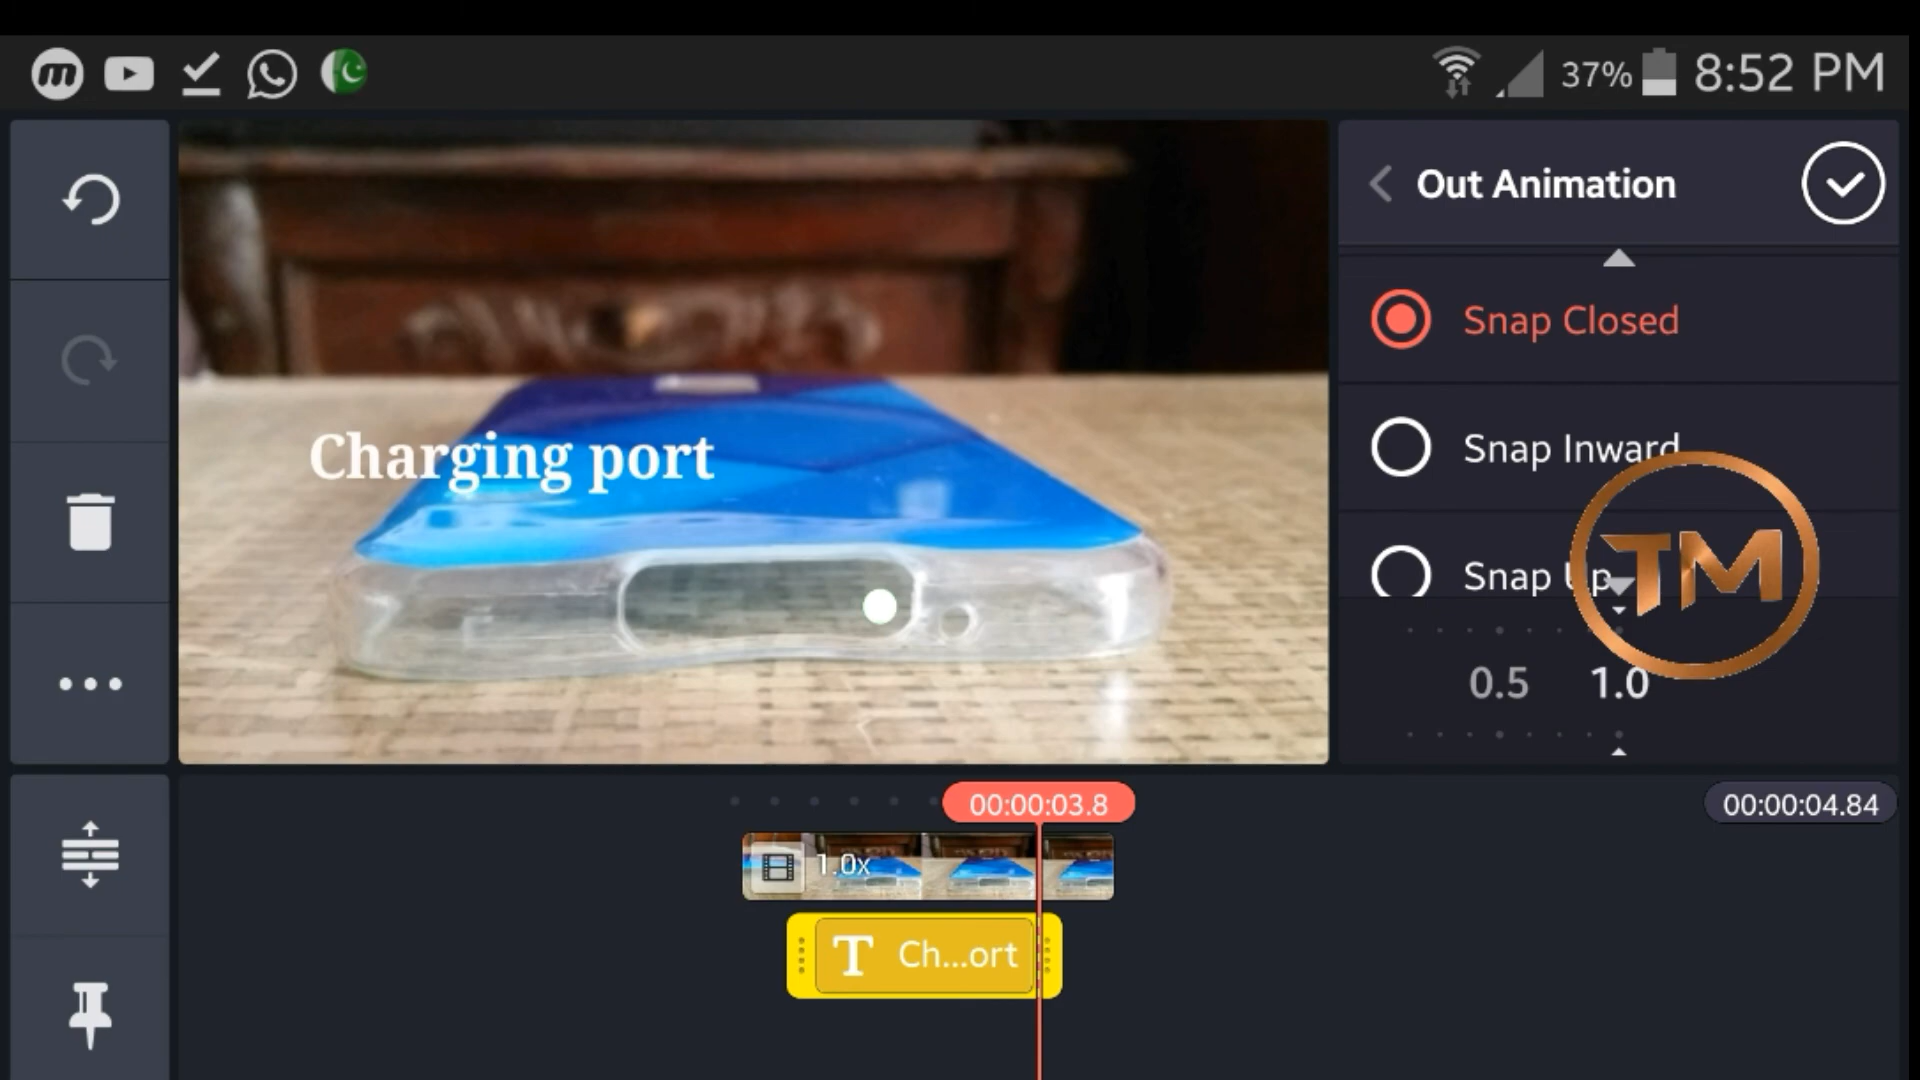 37% 8:52 PM
Out Animation
Snap Closed
Snap Inward
Snap Up
TM
0.5 1.0
Charging port
00:00:03.8
00:00:04.84
1.0x
T Ch...ort